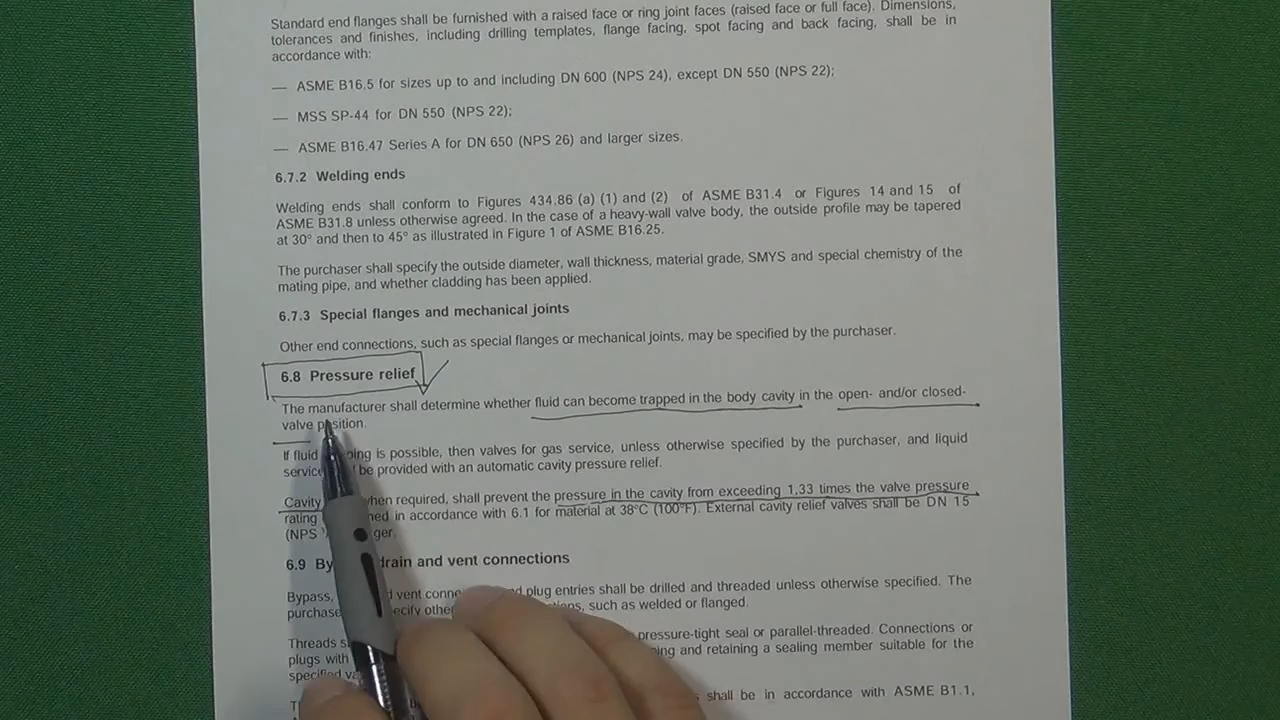 Standard end flanges shall be furnished with a raised face or ring joint faces (raised face or full face). Dimensions,
tolerances and finishes, including drilling templates, flange facing, spot facing and back facing, shall be in
accordance with:
— ASME B16.5 for sizes up to and including DN 600 (NPS 24), except DN 550 (NPS 22);
— MSS SP-44 for DN 550 (NPS 22);
— ASME B16.47 Series A for DN 650 (NPS 26) and larger sizes.
6.7.2 Welding ends
Welding ends shall conform to Figures 434.86 (a) (1) and (2) of ASME B31.4 or Figures 14 and 15 of
ASME B31.8 unless otherwise agreed. In the case of a heavy-wall valve body, the outside profile may be tapered
at 30° and then to 45° as illustrated in Figure 1 of ASME B16.25.
The purchaser shall specify the outside diameter, wall thickness, material grade, SMYS and special chemistry of the
mating pipe, and whether cladding has been applied.
6.7.3 Special flanges and mechanical joints
Other end connections, such as special flanges or mechanical joints, may be specified by the purchaser.
6.8 Pressure relief
The manufacturer shall determine whether fluid can become trapped in the body cavity in the open- and/or closed-
valve position.
If fluid is possible, then valves for gas service, unless otherwise specified by the purchaser, and liquid
be provided with an automatic cavity pressure relief.
Cavity when required, shall prevent the pressure in the cavity from exceeding 1,33 times the valve pressure
rating in accordance with 6.1 for material at 38°C (100°F). External cavity relief valves shall be DN 15
(NPS
6.9 drain and vent connections
Bypass, vent plug entries shall be drilled and threaded unless otherwise specified. The
such as welded or flanged.
Threads pressure-tight seal or parallel-threaded. Connections or
plugs with and retaining a sealing member suitable for the
shall be in accordance with ASME B1.1,